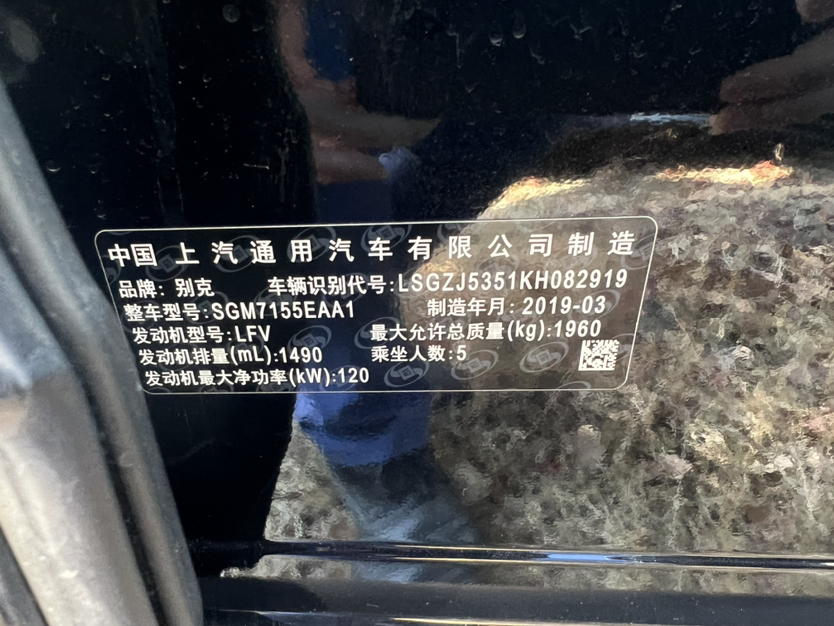 中国 上汽通用汽车有限公司制造
品牌: 别克 车辆识别代号:LSGZJ5351KH082919
整车型号:SGM7155EAA1 制造年月: 2019-03
发动机型号:LFV 最大允许总质量(kg):1960
发动机排量(mL):1490 乘坐人数:5
发动机最大净功率(kW):120